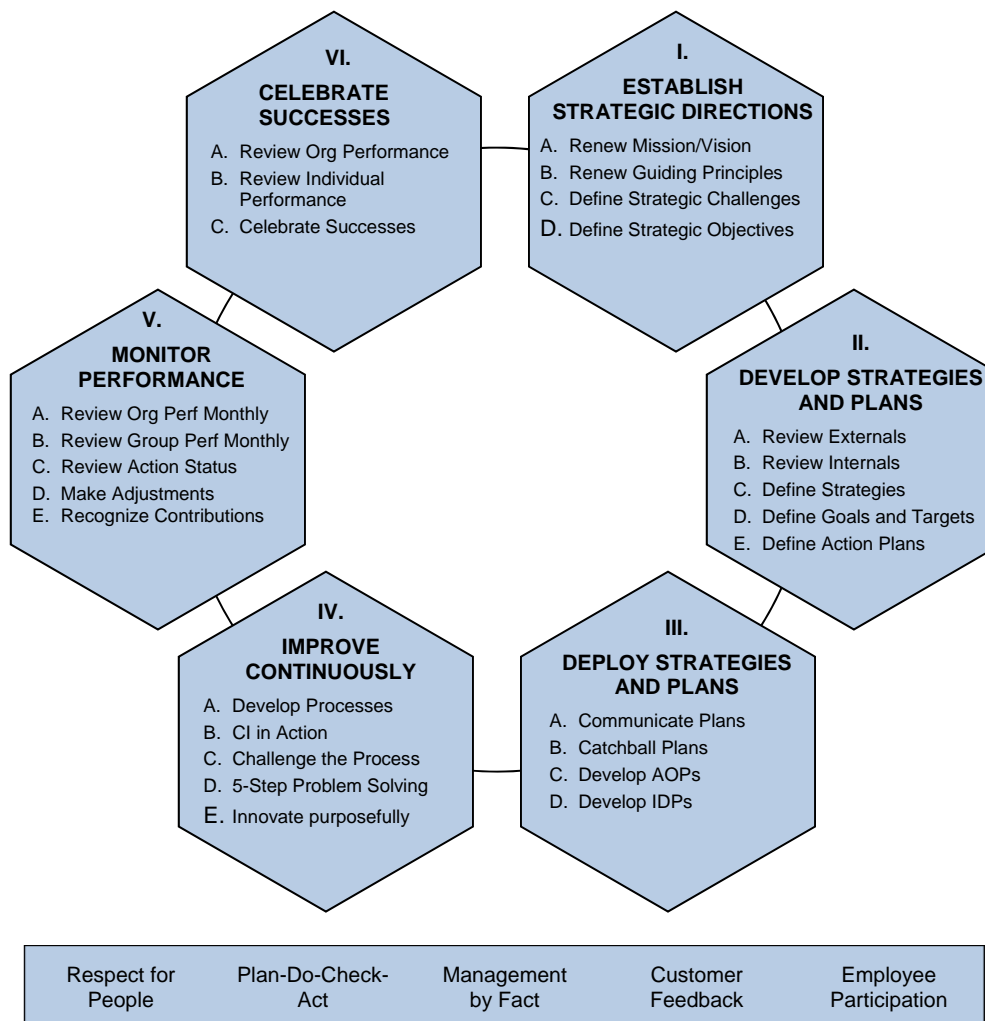 I.
ESTABLISH
STRATEGIC DIRECTIONS
A. Renew Mission/Vision
B. Renew Guiding Principles
C. Define Strategic Challenges
D. Define Strategic Objectives
II.
DEVELOP STRATEGIES
AND PLANS
A. Review Externals
B. Review Internals
C. Define Strategies
D. Define Goals and Targets
E. Define Action Plans
III.
DEPLOY STRATEGIES
AND PLANS
A. Communicate Plans
B. Catchball Plans
C. Develop AOPs
D. Develop IDPs
IV.
IMPROVE
CONTINUOUSLY
A. Develop Processes
B. CI in Action
C. Challenge the Process
D. 5-Step Problem Solving
E. Innovate purposefully
V.
MONITOR
PERFORMANCE
A. Review Org Perf Monthly
B. Review Group Perf Monthly
C. Review Action Status
D. Make Adjustments
E. Recognize Contributions
VI.
CELEBRATE
SUCCESSES
A. Review Org Performance
B. Review Individual
Performance
C. Celebrate Successes
Respect for
People
Plan-Do-Check-
Act
Management
by Fact
Customer
Feedback
Employee
Participation